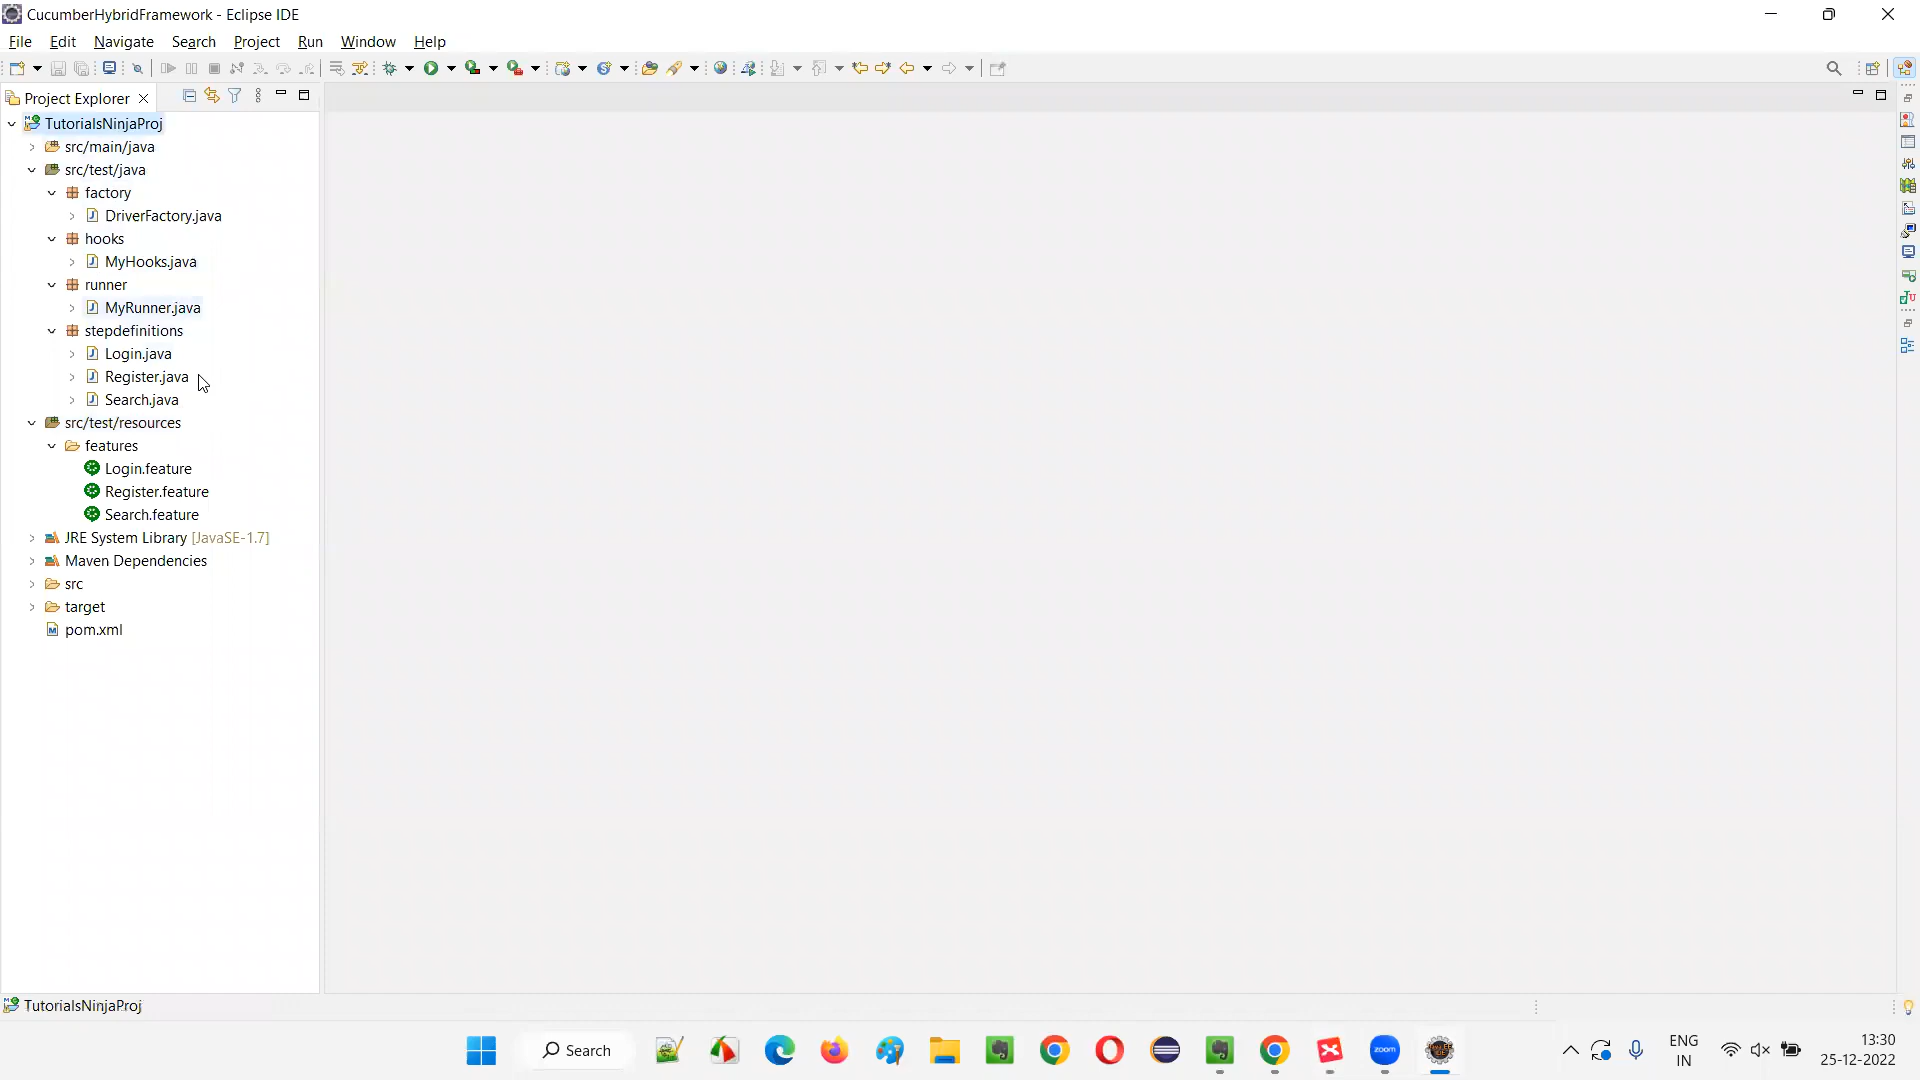 CucumberHybridFramework - Eclipse IDE
File Edit Navigate Search Project Run Window Help
Project Explorer
TutorialsNinjaProj
src/main/java
src/test/java
factory
DriverFactory.java
hooks
MyHooks.java
runner
MyRunner.java
stepdefinitions
Login.java
Register.java
Search.java
src/test/resources
features
Login.feature
Register.feature
Search.feature
JRE System Library [JavaSE-1.7]
Maven Dependencies
src
target
pom.xml
TutorialsNinjaProj
Search
zoom
ENG
IN
13:30
25-12-2022